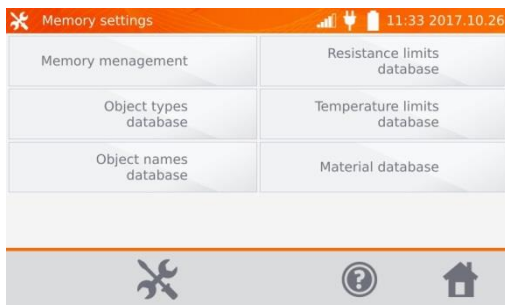 Memory settings
11:33 2017.10.26
Memory menagement
Resistance limits
database
Object types
database
Temperature limits
database
Object names
database
Material database
?